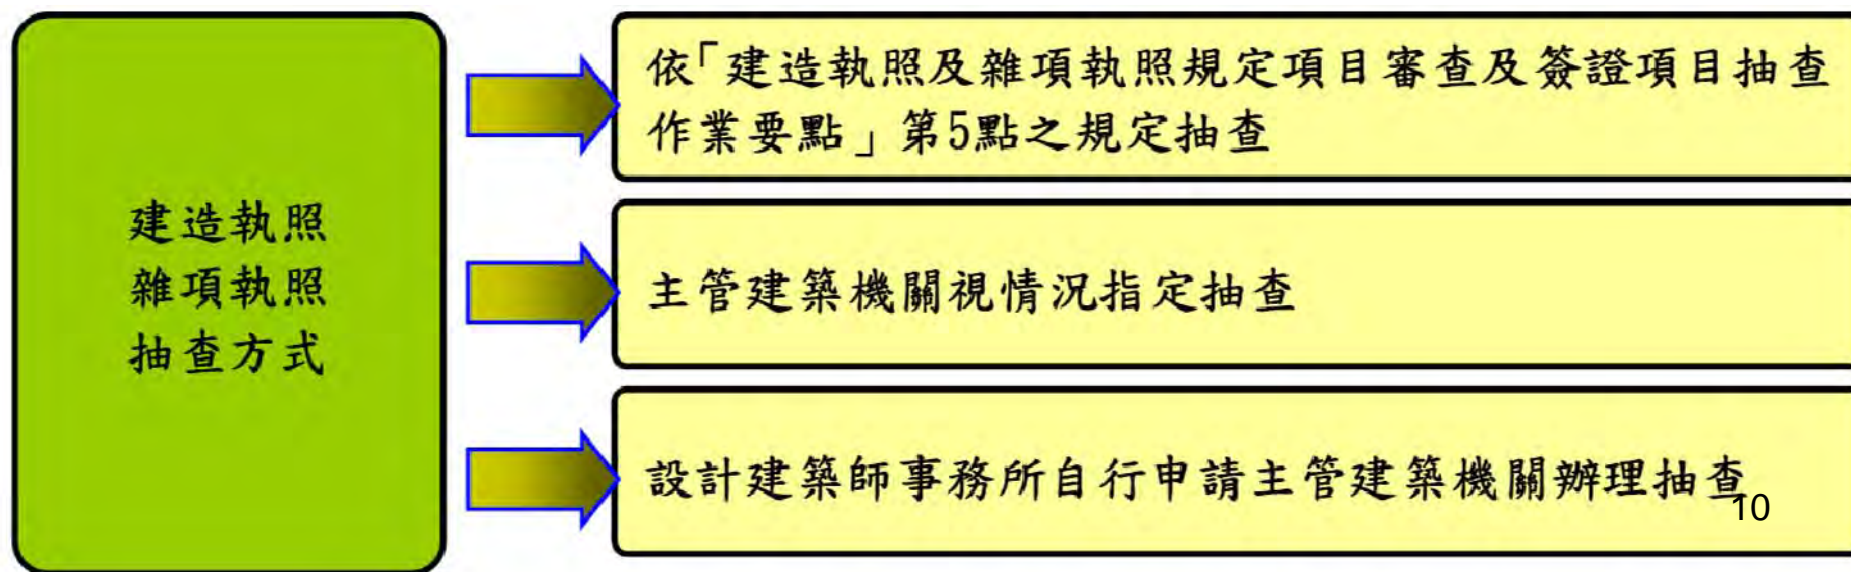 建造執照
雜項執照
抽查方式
依「建造執照及雜項執照規定項目審查及簽證項目抽查
作業要點」第5點之規定抽查
主管建築機關視情況指定抽查
設計建築師事務所自行申請主管建築機關辦理抽查
10